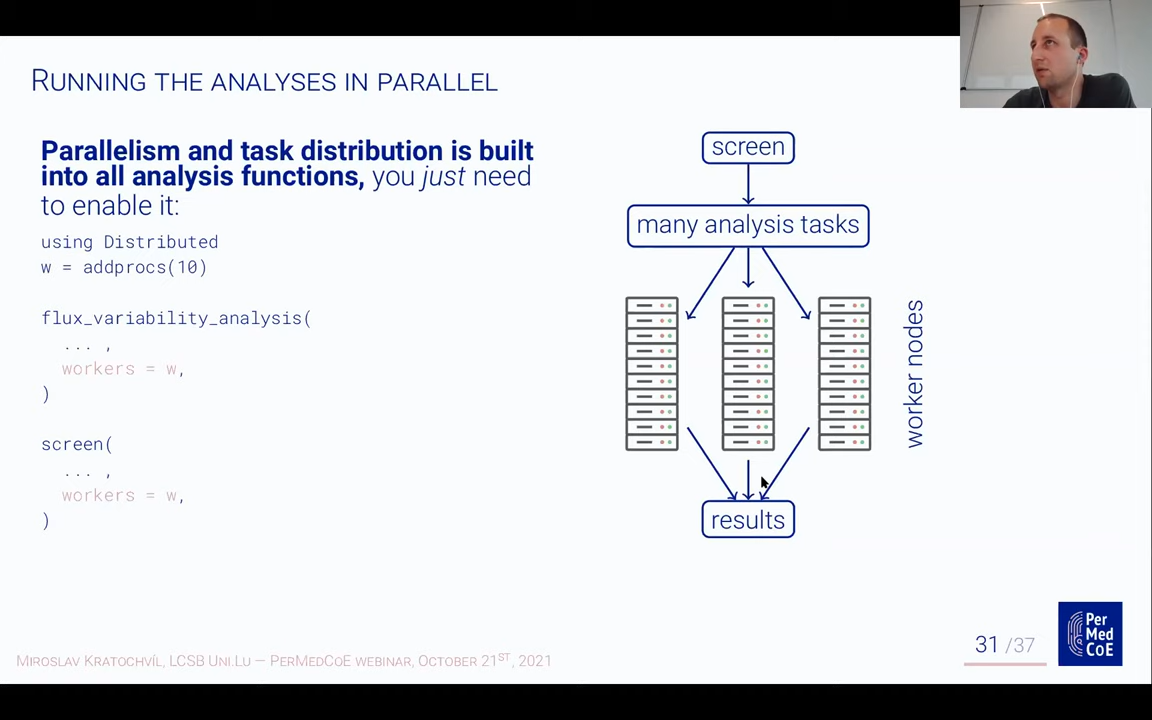 RUNNING THE ANALYSES IN PARALLEL
Parallelism and task distribution is built
into all analysis functions, you just need
to enable it:
using Distributed
w = addprocs(10)
flux_variability_analysis(
... ,
workers = w,
)
screen(
... ,
workers = w,
)
screen
many analysis tasks
worker nodes
results
MIROSLAV KRATOCHVÍL, LCSB UNI.LU — PERMEDCOE WEBINAR, OCTOBER 21ST, 2021
31 /37
Per
Med
CoE